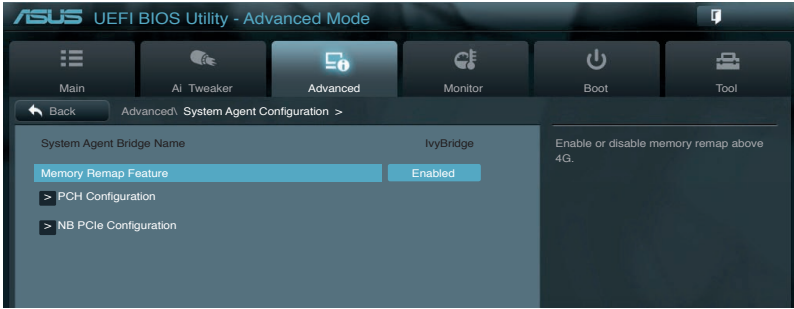 ASUS UEFI BIOS Utility - Advanced Mode
Main Ai Tweaker Advanced Monitor Boot Tool
Back Advanced\ System Agent Configuration >
System Agent Bridge Name IvyBridge
Memory Remap Feature Enabled
> PCH Configuration
> NB PCIe Configuration
Enable or disable memory remap above
4G.